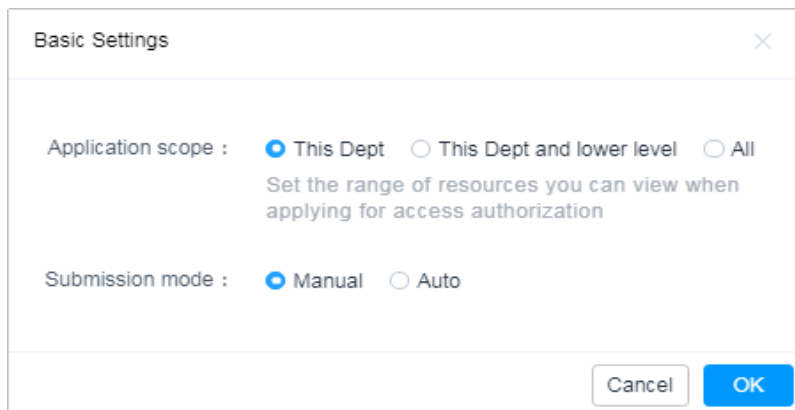 Basic Settings
Application scope : This Dept This Dept and lower level All
Set the range of resources you can view when
applying for access authorization
Submission mode : Manual Auto
Cancel OK